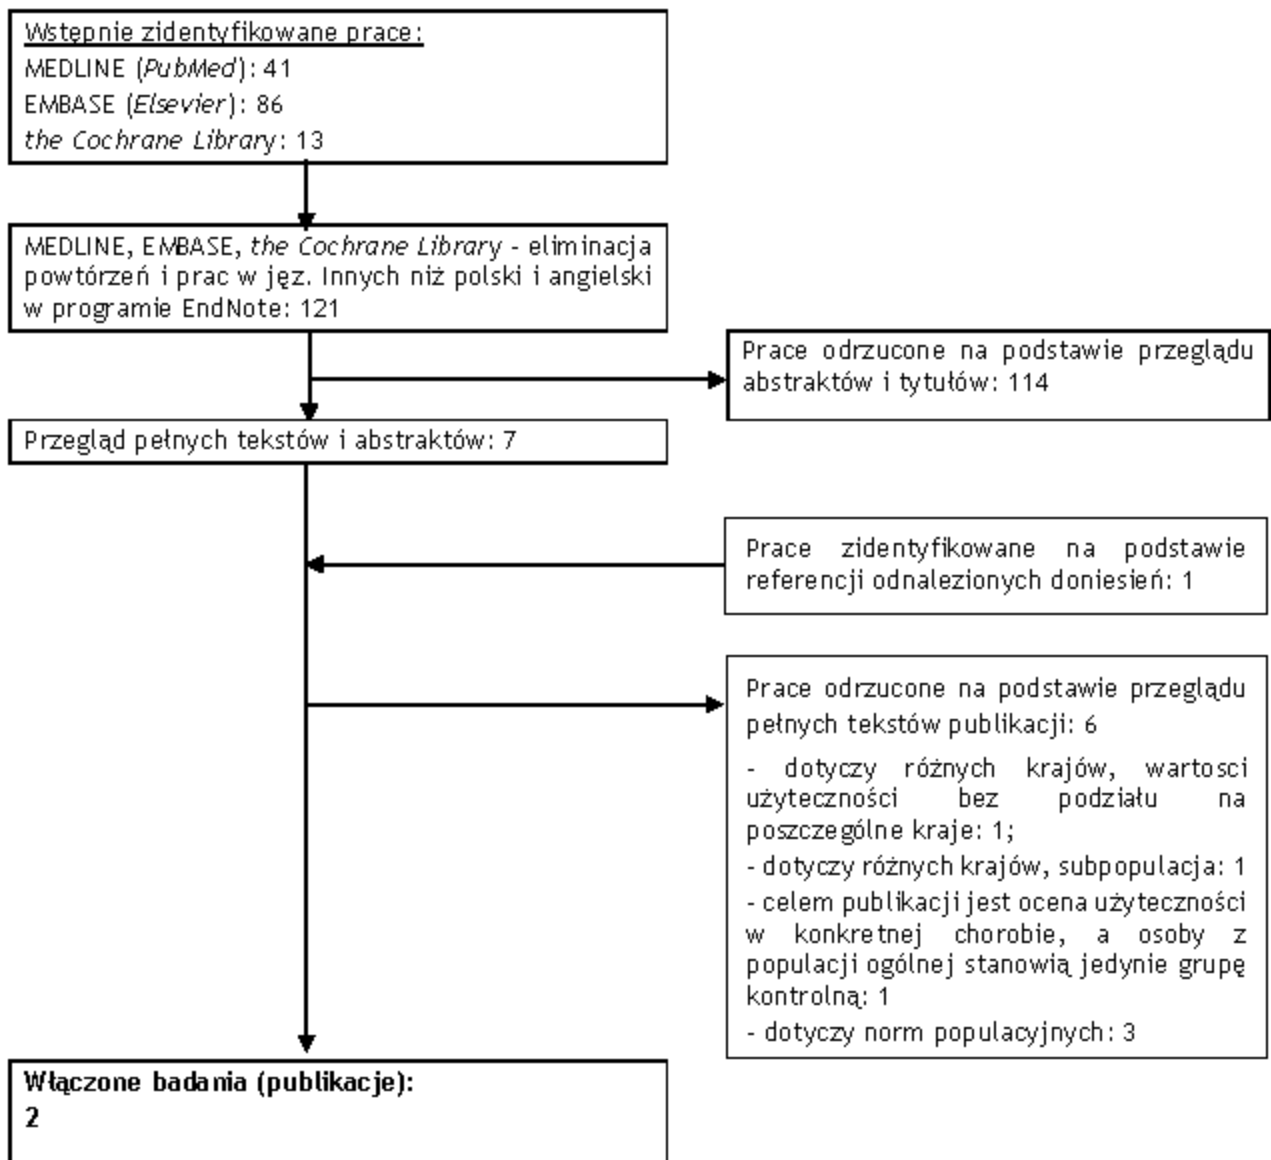 Wstępnie zidentyfikowane prace:
MEDLINE (PubMed): 41
EMBASE (Elsevier): 86
the Cochrane Library: 13
MEDLINE, EMBASE, the Cochrane Library - eliminacja
powtórzeń i prac w jęz. Innych niż polski i angielski
w programie EndNote: 121
Prace odrzucone na podstawie przeglądu
abstraktów i tytułów: 114
Przegląd pełnych tekstów i abstraktów: 7
Prace zidentyfikowane na podstawie
referencji odnalezionych doniesień: 1
Prace odrzucone na podstawie przeglądu
pełnych tekstów publikacji: 6
- dotyczy różnych krajów, wartosci
użyteczności bez podziału na
poszczególne kraje: 1;
- dotyczy różnych krajów, subpopulacja: 1
- celem publikacji jest ocena użyteczności
w konkretnej chorobie, a osoby z
populacji ogólnej stanowią jedynie grupę
kontrolną: 1
- dotyczy norm populacyjnych: 3
Włączone badania (publikacje):
2